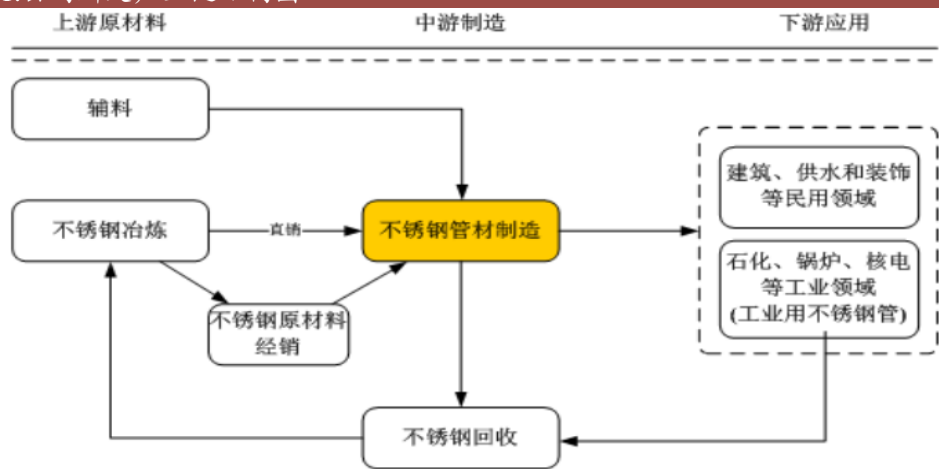 上游原材料
中游制造
下游应用
辅料
建筑、供水和装饰
等民用领域
不锈钢冶炼
直销
不锈钢管材制造
石化、锅炉、核电
等工业领域
(工业用不锈钢管)
不锈钢原材料
经销
不锈钢回收